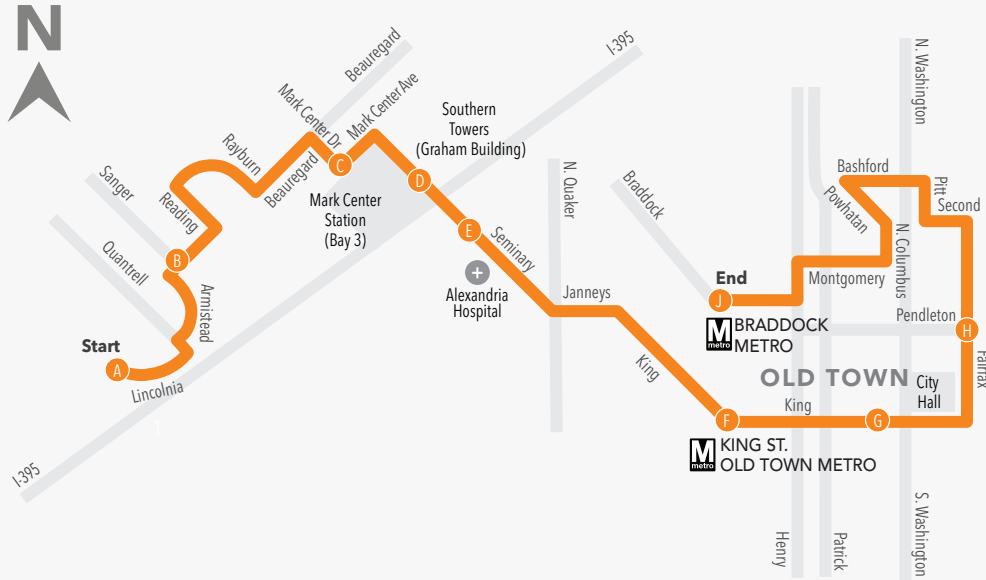 N
Beauregard
I-395
N. Washington
Mark Center Dr
Mark Center Ave
Southern
Towers
(Graham Building)
Rayburn
Beauregard
C
D
Sanger
Reading
Mark Center
Station
(Bay 3)
N. Quaker
Braddock
Bashford
Powhatan
Pitt
Second
N. Columbus
Quantrell
B
Armistead
E
Seminary
+
Alexandria
Hospital
Janneys
End
J
Montgomery
M
metro
BRADDOCK
METRO
Pendleton
H
Fairfax
Start
A
Lincolnia
King
OLD TOWN
City
Hall
King
F
G
M
metro
KING ST.
OLD TOWN METRO
1
I-395
Henry
Patrick
S. Washington